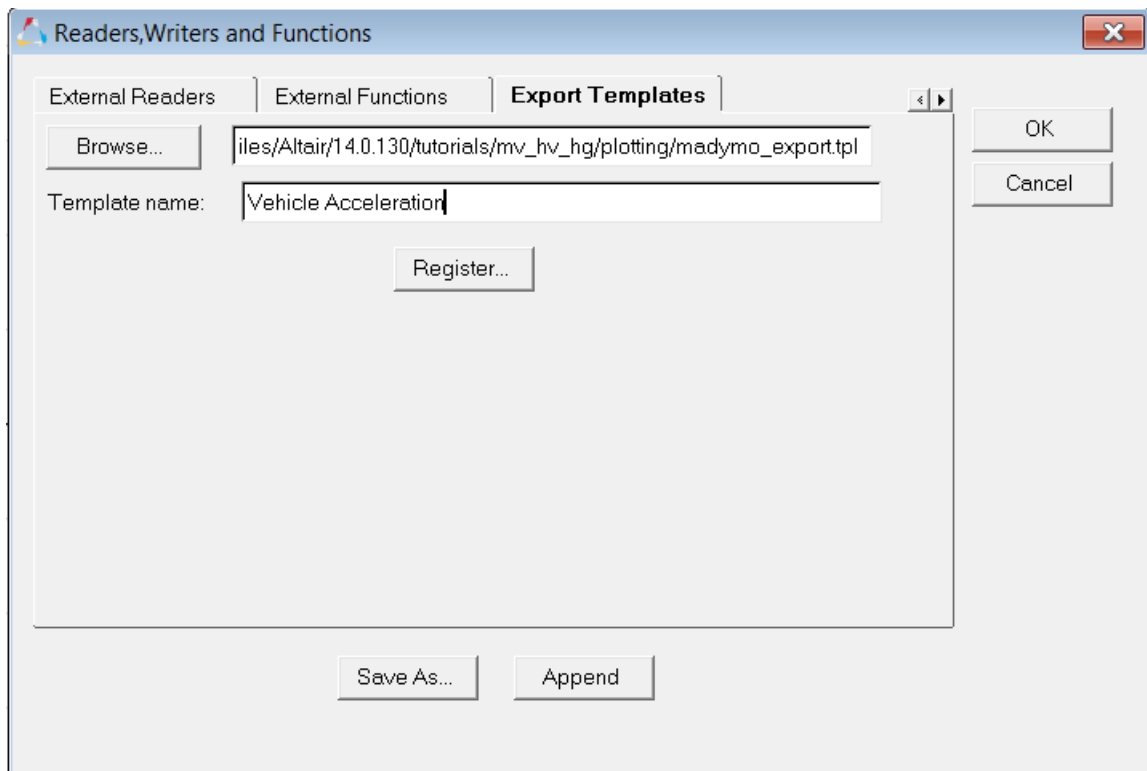 Readers,Writers and Functions
External Readers External Functions Export Templates
OK
Browse... iles/Altair/14.0.130/tutorials/mv_hv_hg/plotting/madymo_export.tpl
Cancel
Template name: Vehicle Acceleration
Register...
Save As... Append